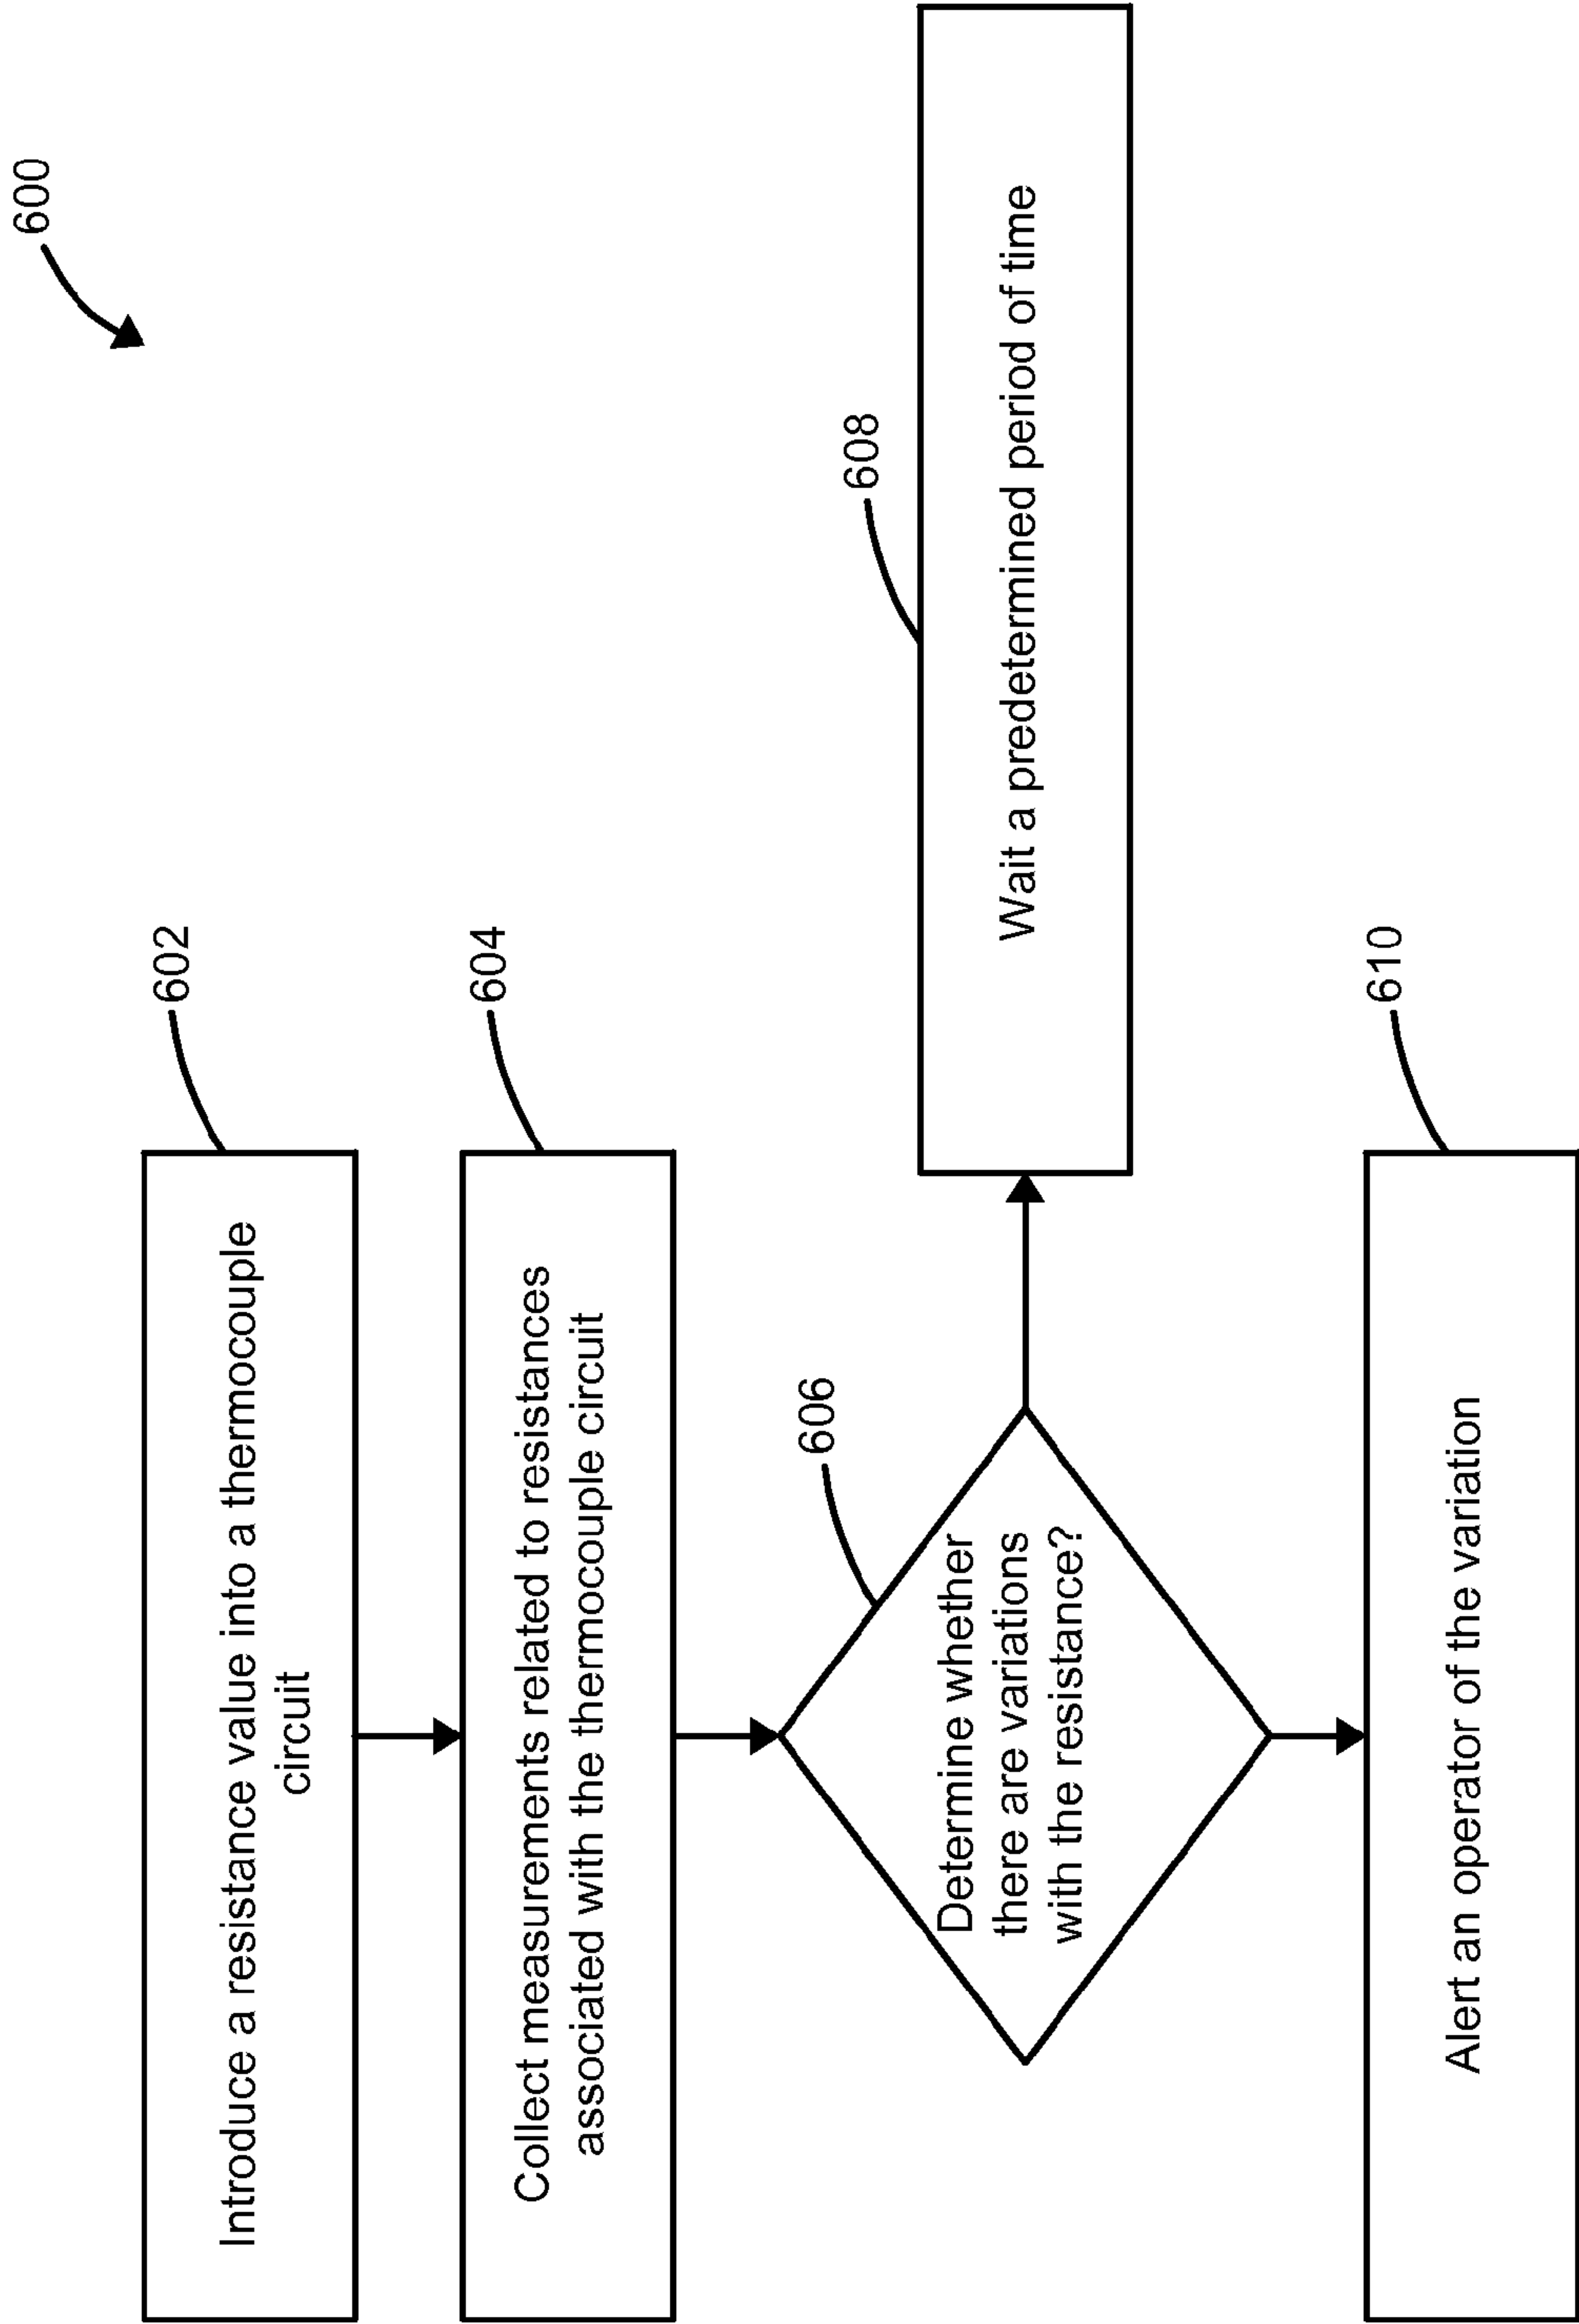 600
602
Introduce a resistance value into a thermocouple
circuit
604
Collect measurements related to resistances
associated with the thermocouple circuit
606
Determine whether
there are variations
with the resistance?
608
Wait a predetermined period of time
610
Alert an operator of the variation